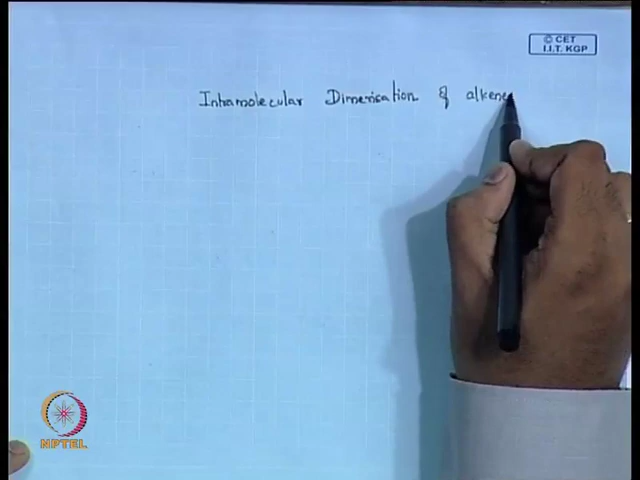 © CET
I.I.T. KGP
Intramolecular Dimerisation of alkene
NPTEL